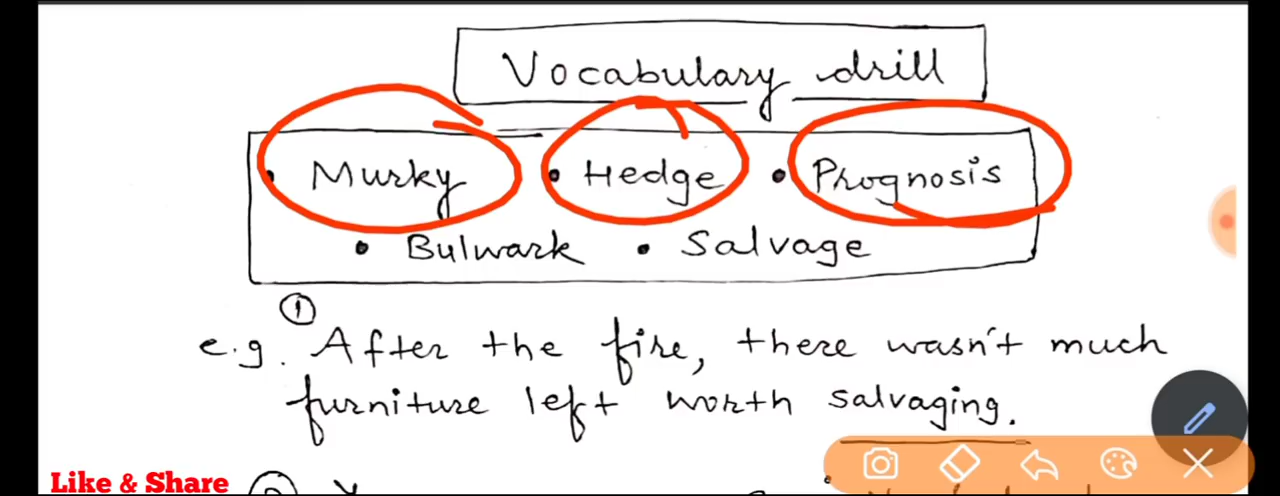 Vocabulary drill
• Murky • Hedge • Prognosis
• Bulwark • Salvage
①
e.g. After the fire, there wasn't much
furniture left worth salvaging.
Like & Share